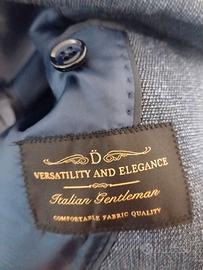 Ü
VERSATILITY AND ELEGANCE
Italian Gentleman
COMFORTABLE FABRIC QUALITY